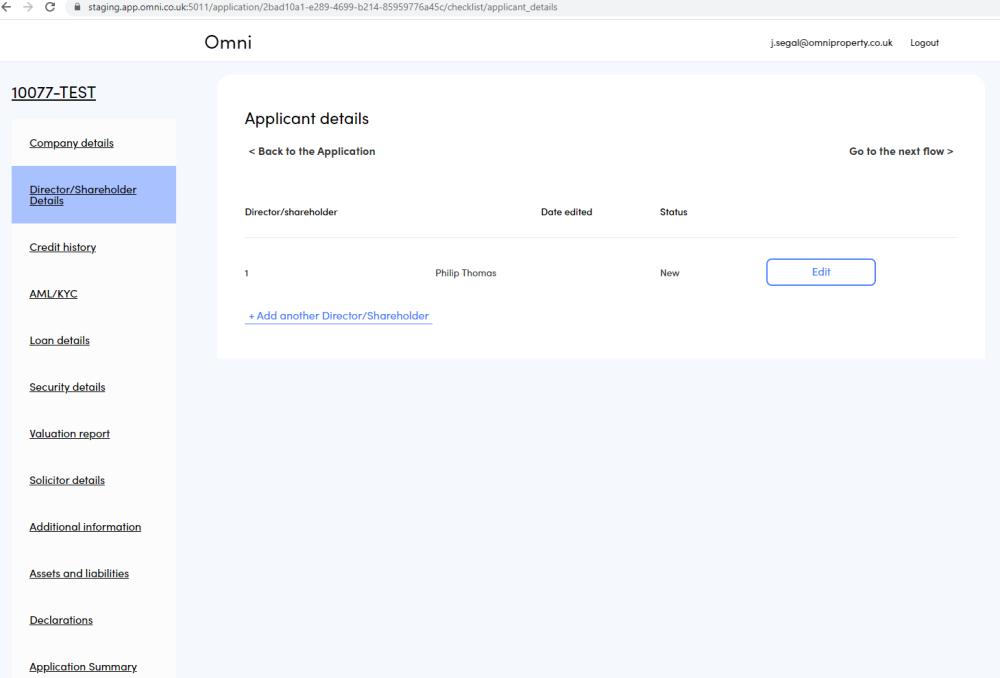 staging.app.omni.co.uk:5011/application/2bad10a1-e289-4699-b214-85959776a45c/checklist/applicant_details
Omni
j.segal@omniproperty.co.uk Logout
10077-TEST
Company details
Director/Shareholder
Details
Credit history
AML/KYC
Loan details
Security details
Valuation report
Solicitor details
Additional information
Assets and liabilities
Declarations
Application Summary
Applicant details
< Back to the Application Go to the next flow >
Director/shareholder Date edited Status
1 Philip Thomas New Edit
+ Add another Director/Shareholder